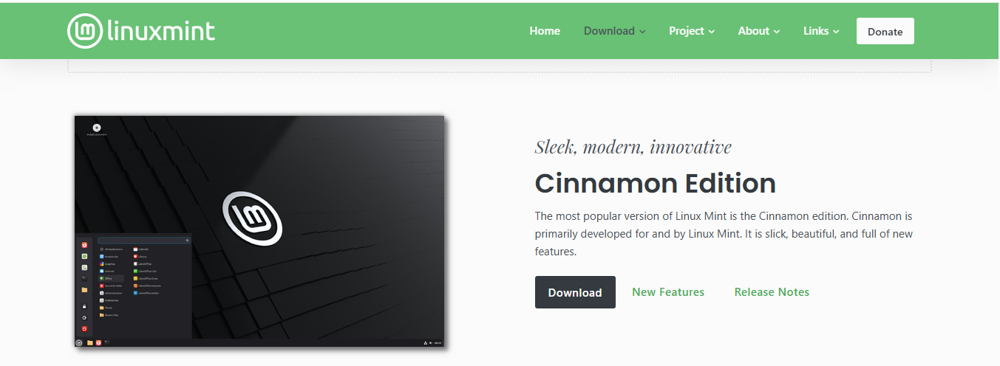 linuxmint
Home Download Project About Links Donate
Install Linux Mint
Sleek, modern, innovative
Cinnamon Edition
The most popular version of Linux Mint is the Cinnamon edition. Cinnamon is
primarily developed for and by Linux Mint. It is slick, beautiful, and full of new
features.
Download New Features Release Notes
All Applications Calendar
Accessories Library
Graphics LibreOffice
Internet LibreOffice Calc
Office LibreOffice Draw
Sound & Video LibreOffice Impress
Administration LibreOffice Writer
Preferences
Places
Recent Files